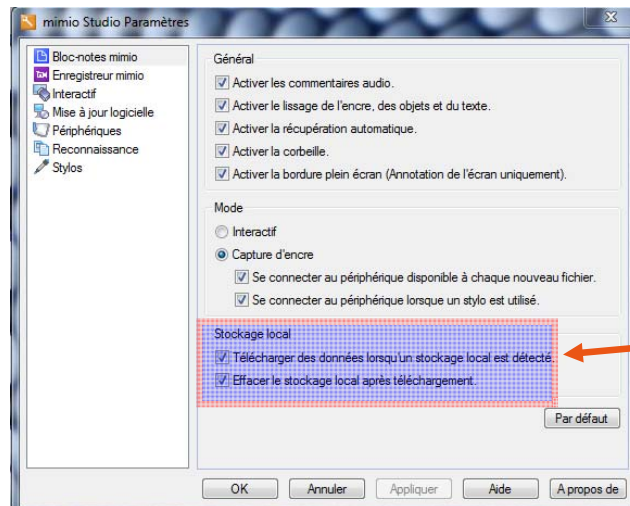 mimio Studio Paramètres
Bloc-notes mimio
Enregistreur mimio
Interactif
Mise à jour logicielle
Périphériques
Reconnaissance
Stylos
Général
Activer les commentaires audio.
Activer le lissage de l'encre, des objets et du texte.
Activer la récupération automatique.
Activer la corbeille.
Activer la bordure plein écran (Annotation de l'écran uniquement).
Mode
Interactif
Capture d'encre
Se connecter au périphérique disponible à chaque nouveau fichier.
Se connecter au périphérique lorsque un stylo est utilisé.
Stockage local
Télécharger des données lorsqu'un stockage local est détecté.
Effacer le stockage local après téléchargement.
Par défaut
OK Annuler Appliquer Aide A propos de